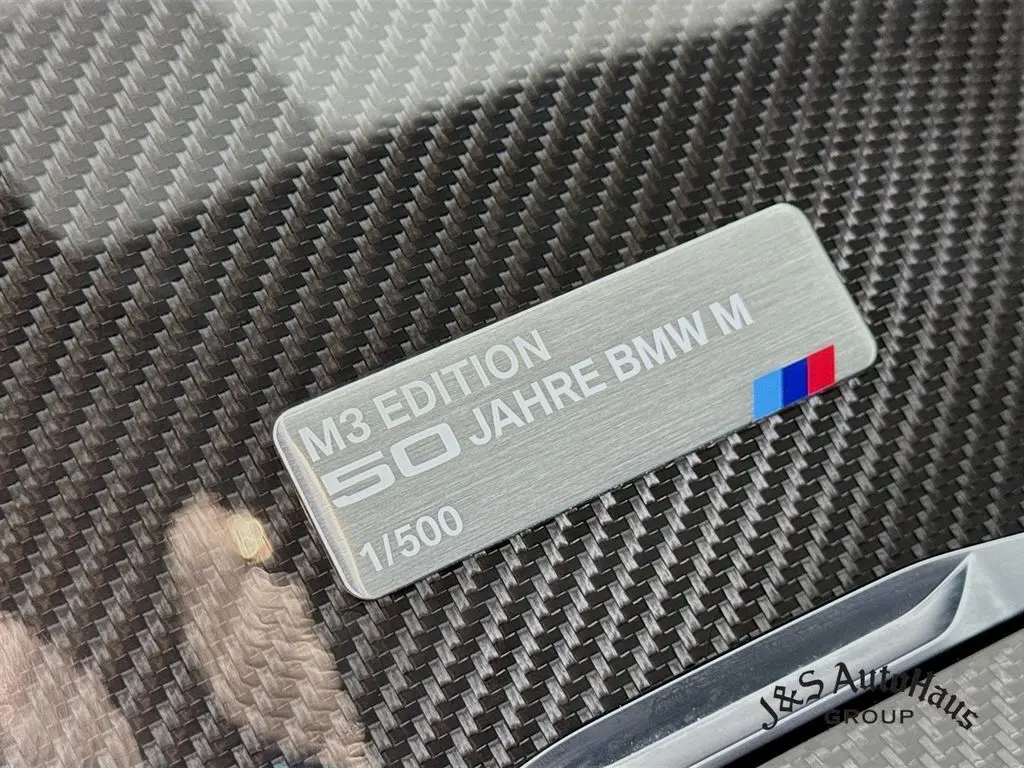 M3 EDITION
50 JAHRE BMW M
1/500
J&S AutoHaus
GROUP